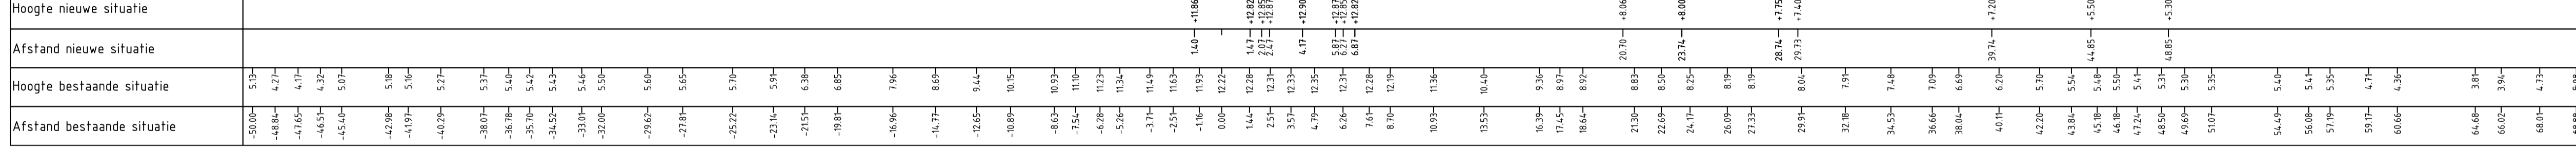 Hoogte nieuwe situatie +11.86 +12.82 +12.85 +12.87 +12.90 +12.87 +12.85 +12.82 +8.06 +8.00 +7.75 +7.40 +7.20 +5.50 +5.30
Afstand nieuwe situatie 1.40 1.47 2.07 2.47 4.17 5.87 6.27 6.87 20.70 23.74 28.74 29.73 39.74 44.85 48.85
Hoogte bestaande situatie 5.13 4.27 4.17 4.32 5.07 5.18 5.16 5.27 5.37 5.40 5.42 5.43 5.46 5.50 5.60 5.65 5.70 5.91 6.38 6.85 7.96 8.69 9.44 10.15 10.93 11.10 11.23 11.34 11.49 11.63 11.93 12.22 12.28 12.31 12.33 12.35 12.31 12.28 12.19 11.36 10.40 9.36 8.97 8.92 8.83 8.50 8.25 8.19 8.19 8.04 7.91 7.48 7.09 6.69 6.20 5.70 5.54 5.48 5.50 5.41 5.31 5.30 5.35 5.40 5.41 5.35 4.71 4.36 3.81 3.94 4.73
Afstand bestaande situatie -50.00 -48.84 -47.65 -46.51 -45.40 -42.98 -41.97 -40.29 -38.07 -36.78 -35.70 -34.52 -33.01 -32.00 -29.62 -27.81 -25.22 -23.14 -21.51 -19.81 -16.96 -14.77 -12.65 -10.89 -8.63 -7.54 -6.28 -5.26 -3.71 -2.51 -1.16 0.00 1.44 2.51 3.57 4.79 6.26 7.61 8.70 10.93 13.53 16.39 17.45 18.64 21.30 22.69 24.17 26.09 27.33 29.91 32.18 34.53 36.66 38.04 40.11 42.20 43.84 45.18 46.18 47.24 48.50 49.69 51.07 54.49 56.08 57.19 59.17 60.66 64.68 66.02 68.01